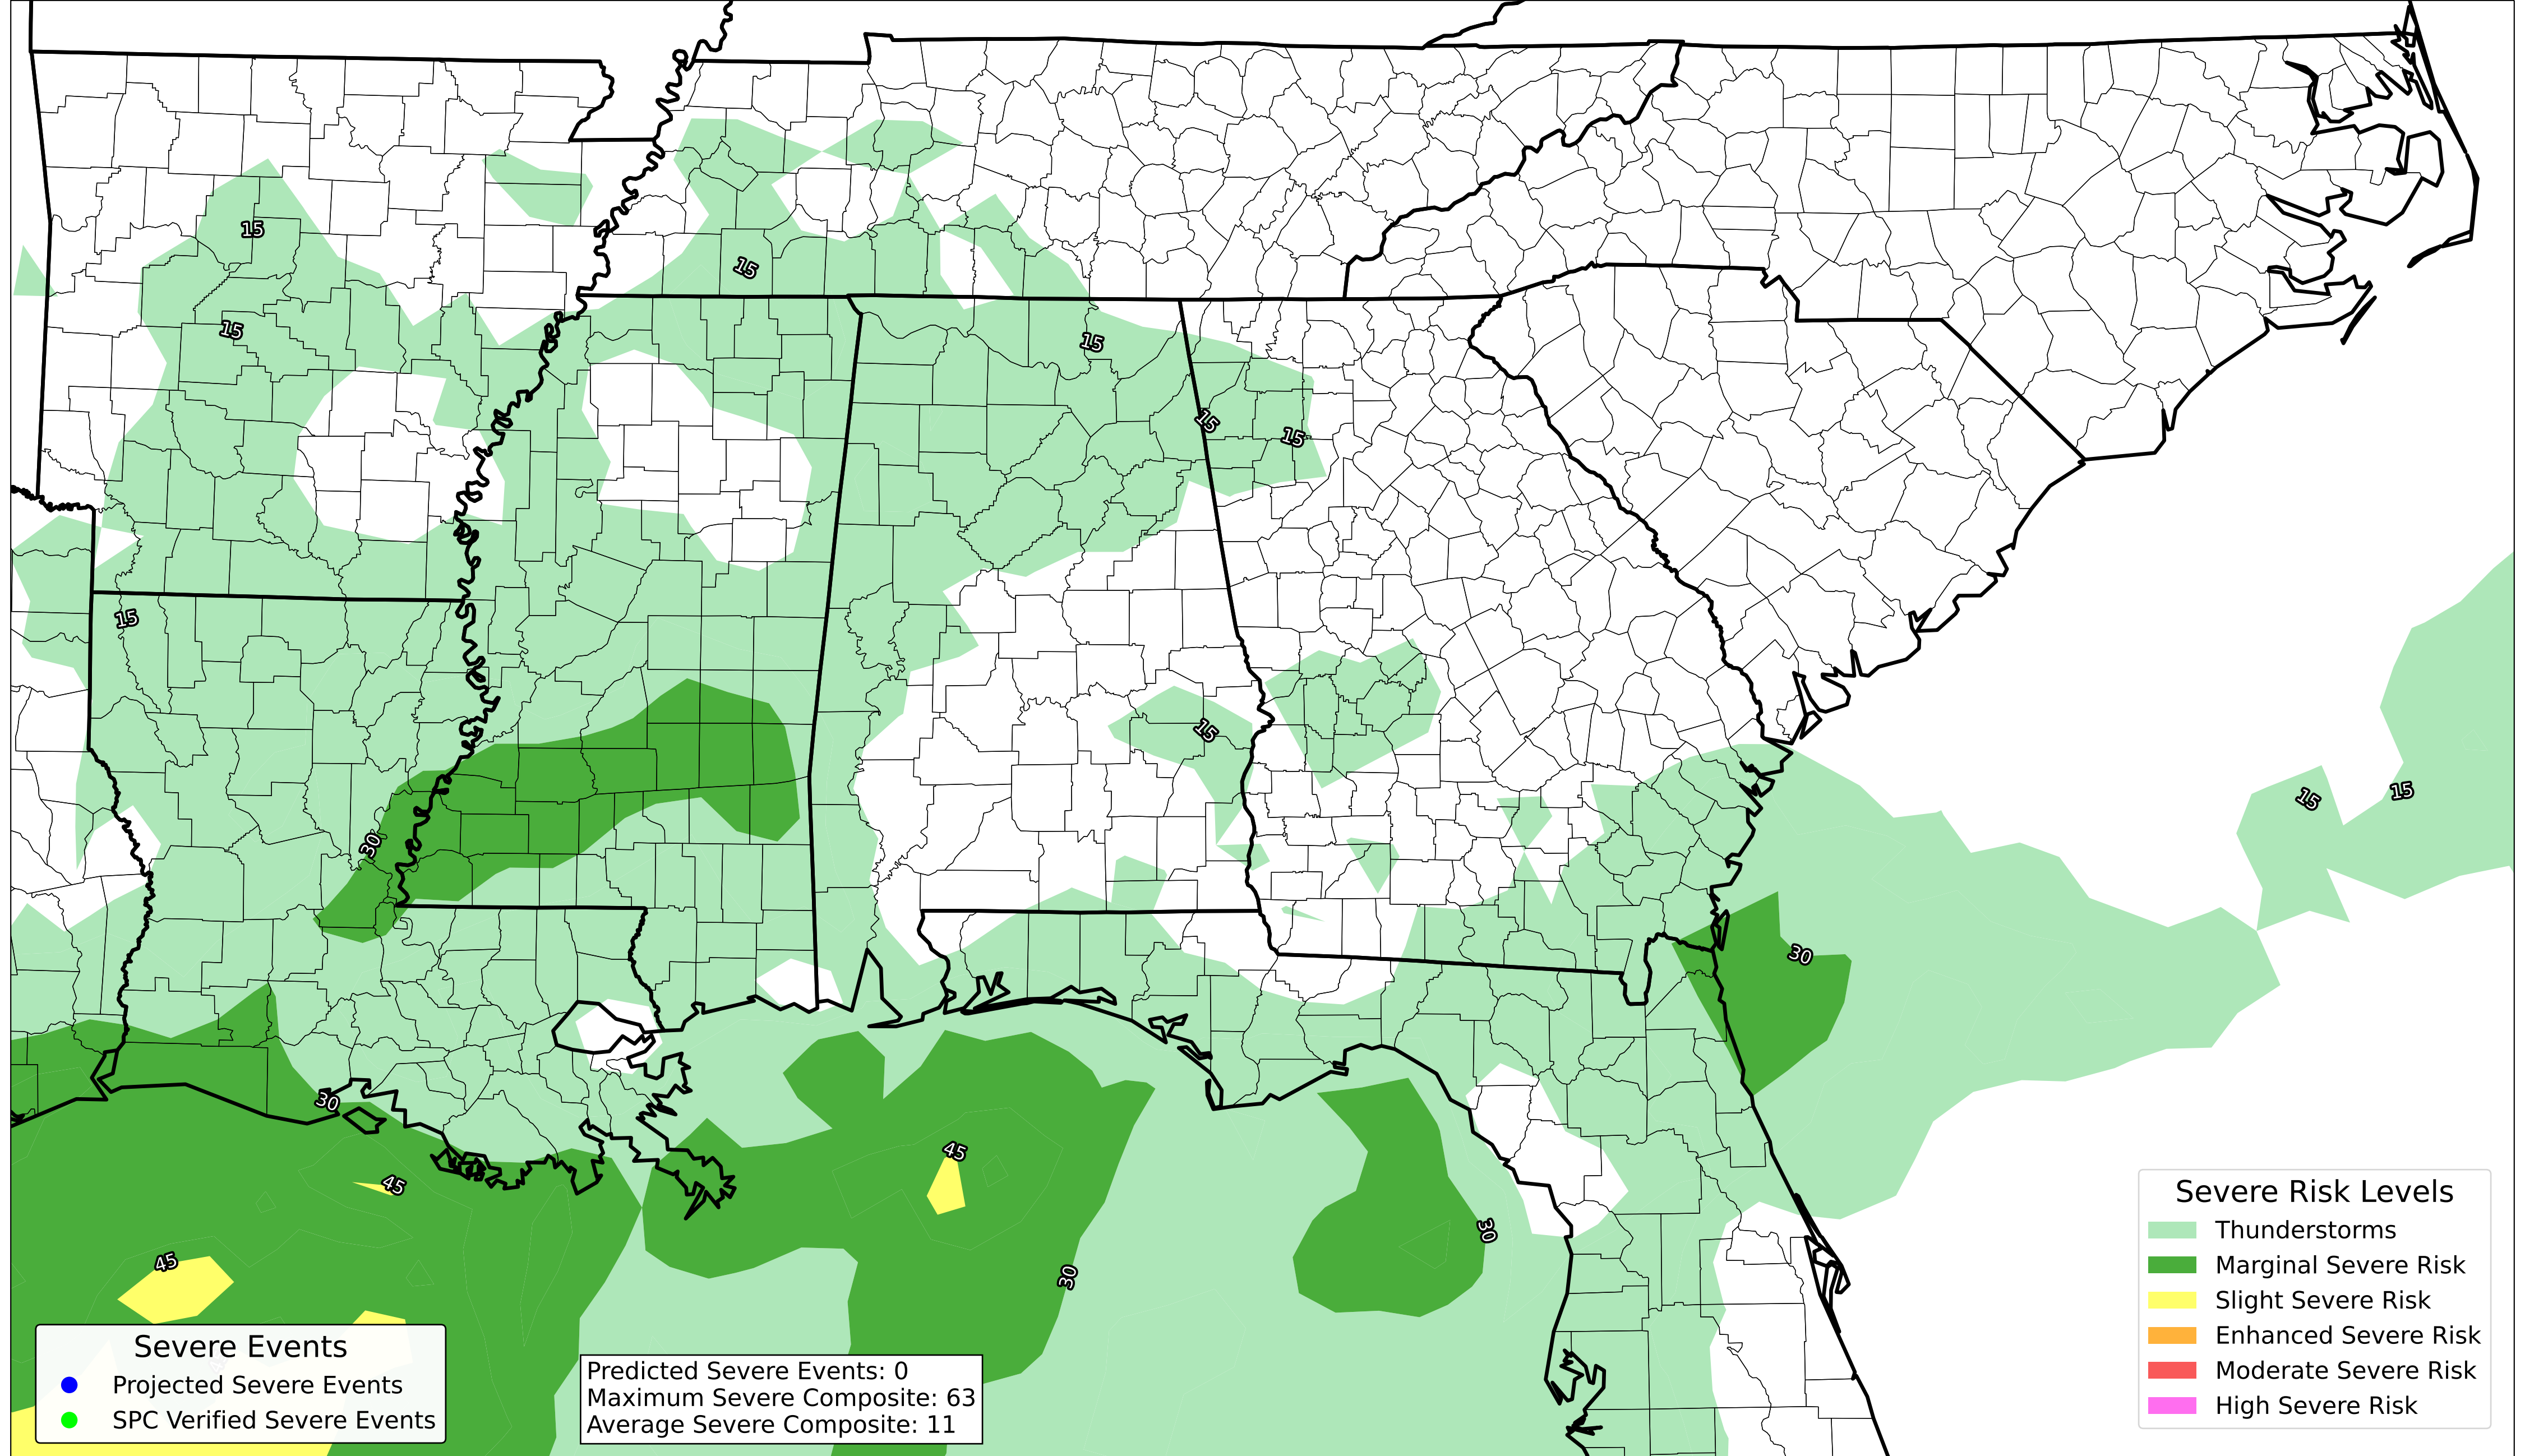 15
15
15
15
15
15
15
15
15
15
30
30
30
45
45
30
45
30
Severe Risk Levels
Thunderstorms
Marginal Severe Risk
Slight Severe Risk
Enhanced Severe Risk
Moderate Severe Risk
High Severe Risk
Severe Events
Projected Severe Events
SPC Verified Severe Events
Predicted Severe Events: 0
Maximum Severe Composite: 63
Average Severe Composite: 11